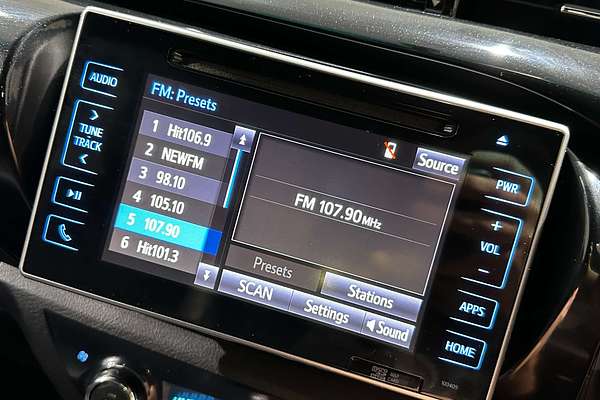 AUDIO
TUNE
TRACK
FM: Presets
1 Hit106.9
2 NEWFM
3 98.10
4 105.10
5 107.90
6 Hit101.3
FM 107.90MHz
Source
Presets
Stations
SCAN
Settings
Sound
PWR
+
VOL
-
APPS
HOME
100409